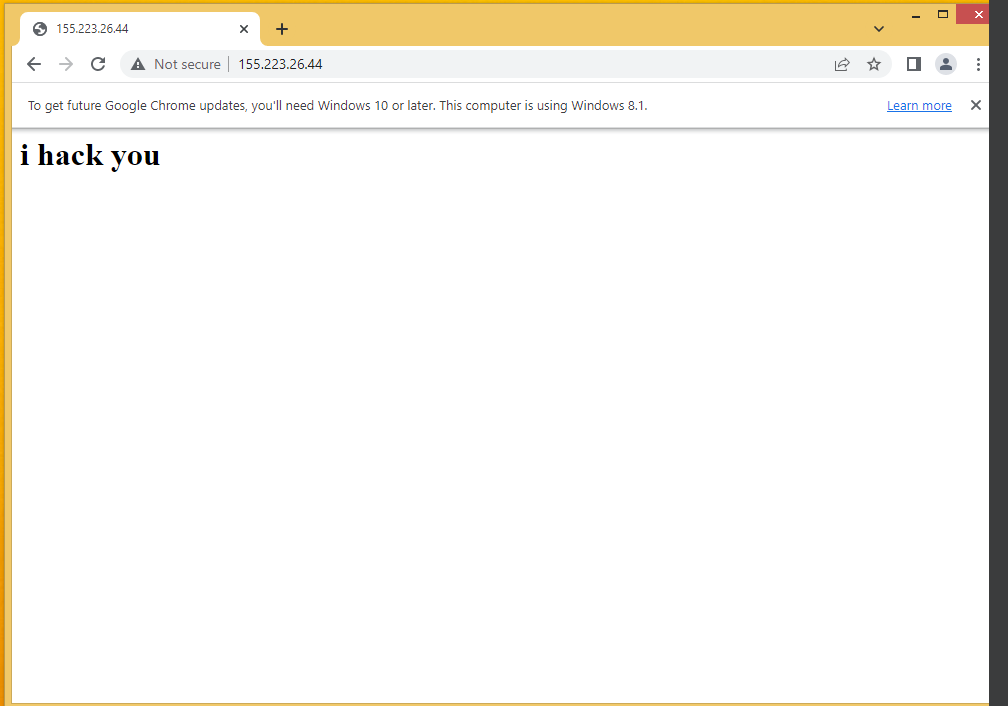 155.223.26.44
Not secure 155.223.26.44
To get future Google Chrome updates, you'll need Windows 10 or later. This computer is using Windows 8.1. Learn more
i hack you